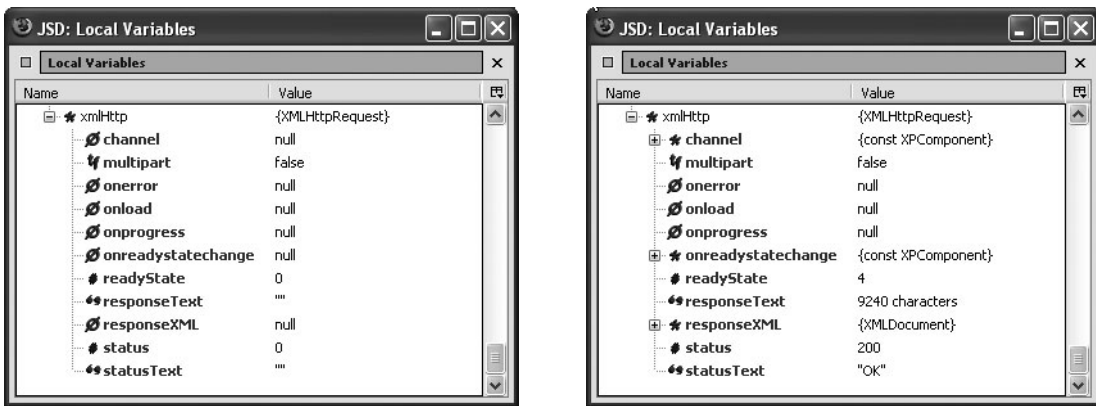 JSD: Local Variables
Local Variables
Name Value
xmlHttp {XMLHttpRequest}
channel null
multipart false
onerror null
onload null
onprogress null
onreadystatechange null
readyState 0
responseText ""
responseXML null
status 0
statusText ""
JSD: Local Variables
Local Variables
Name Value
xmlHttp {XMLHttpRequest}
channel {const XPComponent}
multipart false
onerror null
onload null
onprogress null
onreadystatechange {const XPComponent}
readyState 4
responseText 9240 characters
responseXML {XMLDocument}
status 200
statusText "OK"